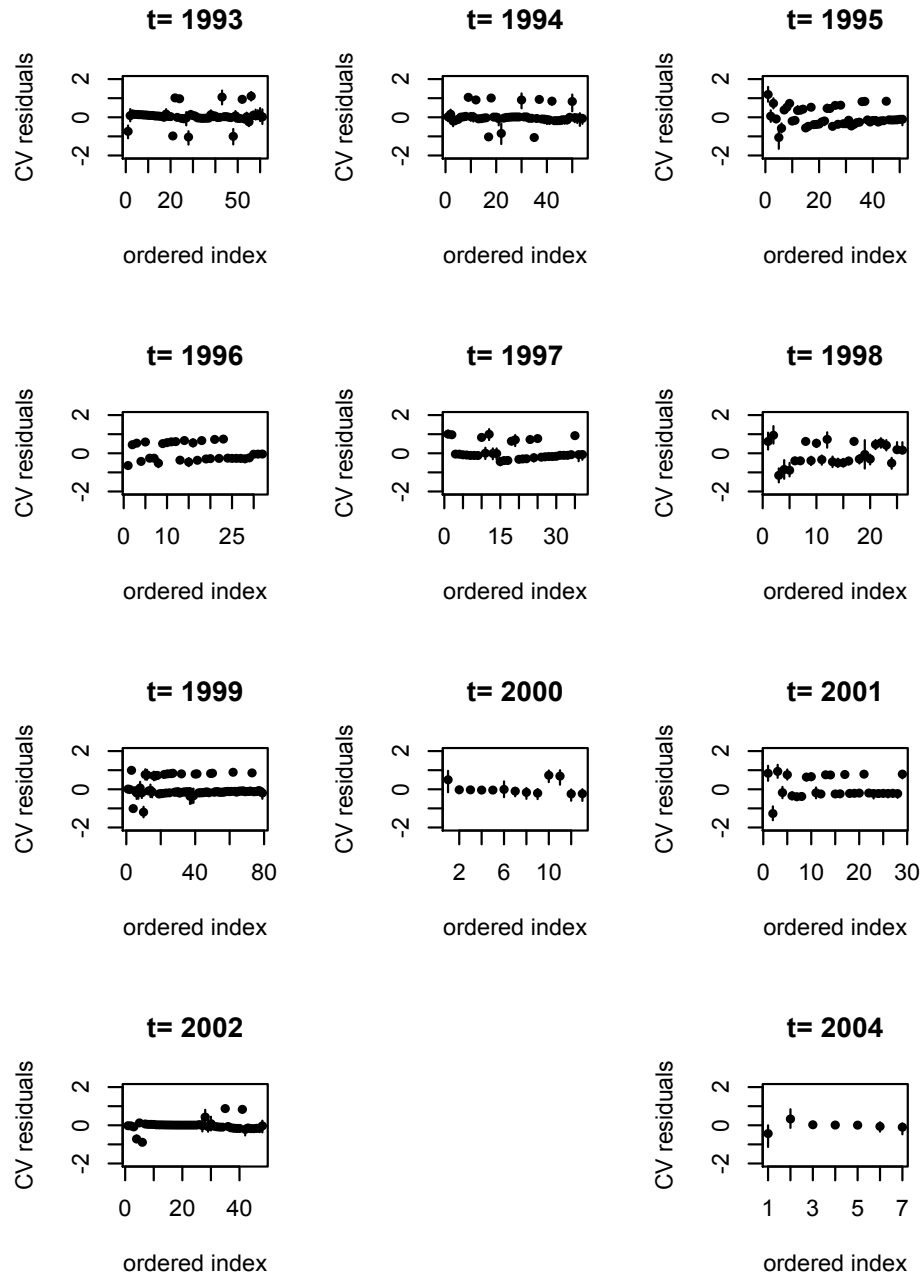 t= 1993
CV residuals
2
0
-2
0 20 50
ordered index
t= 1994
CV residuals
2
0
-2
0 20 40
ordered index
t= 1995
CV residuals
2
0
-2
0 20 40
ordered index
t= 1996
CV residuals
2
0
-2
0 10 25
ordered index
t= 1997
CV residuals
2
0
-2
0 15 30
ordered index
t= 1998
CV residuals
2
0
-2
0 10 20
ordered index
t= 1999
CV residuals
2
0
-2
0 40 80
ordered index
t= 2000
CV residuals
2
0
-2
2 6 10
ordered index
t= 2001
CV residuals
2
0
-2
0 10 20 30
ordered index
t= 2002
CV residuals
2
0
-2
0 20 40
ordered index
t= 2004
CV residuals
2
0
-2
1 3 5 7
ordered index